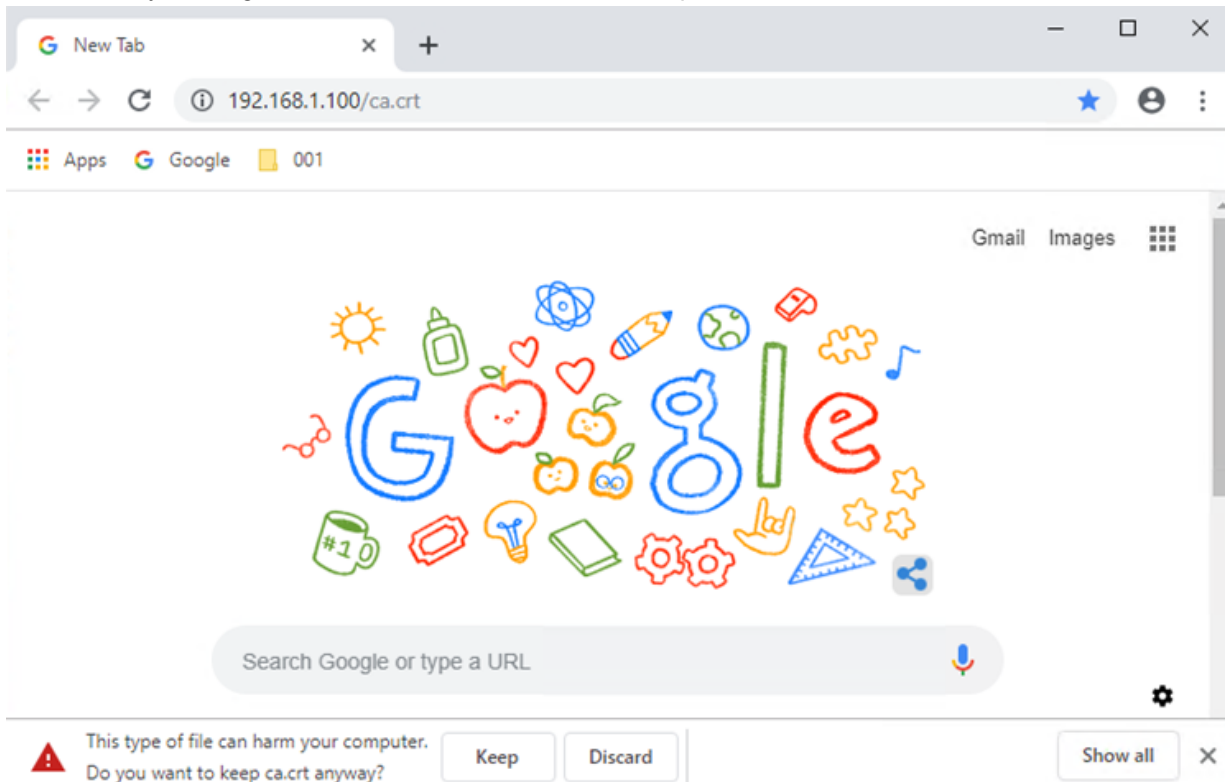 New Tab
192.168.1.100/ca.crt
Apps Google 001
Gmail Images
Google
#1
Search Google or type a URL
This type of file can harm your computer.
Do you want to keep ca.crt anyway?
Keep Discard Show all